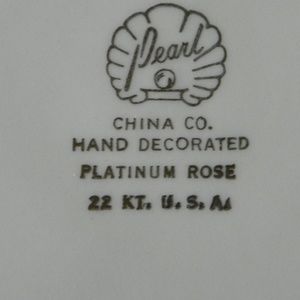 Pearl
CHINA CO.
HAND DECORATED
PLATINUM ROSE
22 KT. U. S. A.